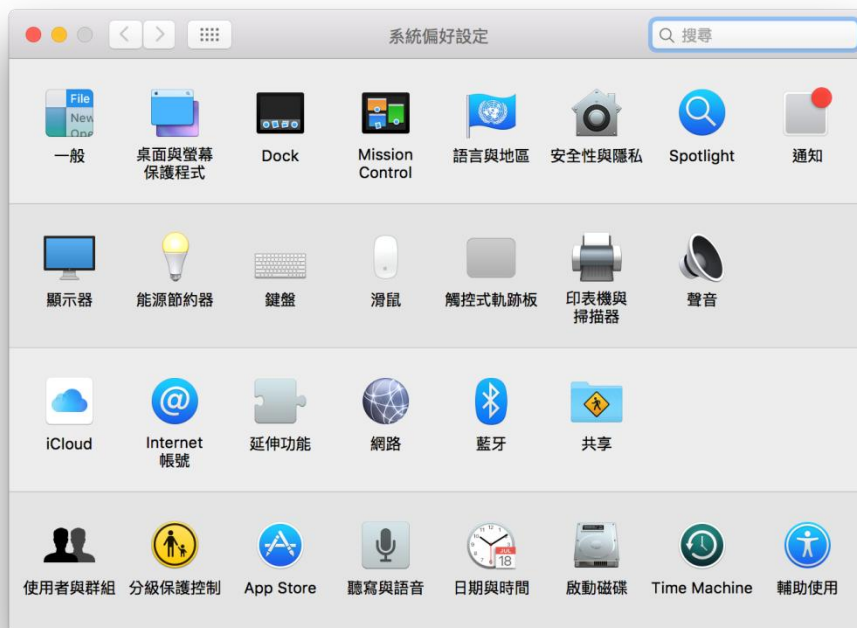 系統偏好設定
搜尋
File
New
One
一般
桌面與螢幕
保護程式
Dock
Mission
Control
語言與地區
安全性與隱私
Spotlight
通知
顯示器
能源節約器
鍵盤
滑鼠
觸控式軌跡板
印表機與
掃描器
聲音
iCloud
Internet
帳號
延伸功能
網路
藍牙
共享
使用者與群組
分級保護控制
App Store
聽寫與語音
JUL
18
日期與時間
啟動磁碟
Time Machine
輔助使用